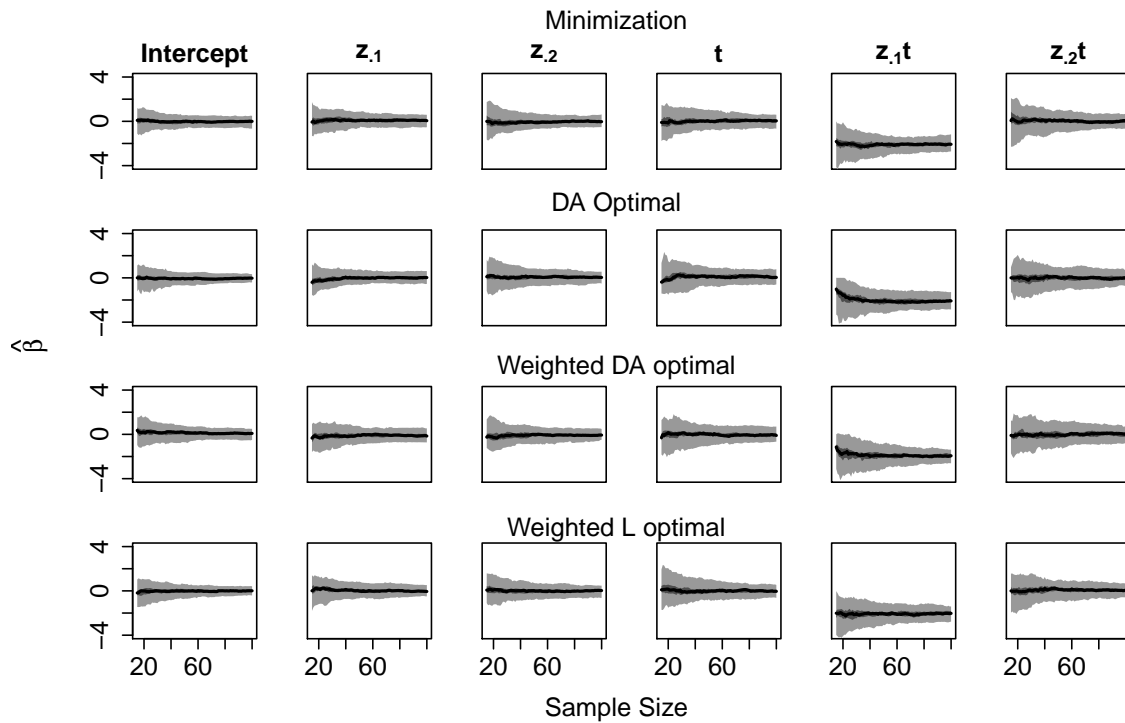 Minimization
Intercept z.1 z.2 t z.1t z.2t
4
0
−4
DA Optimal
4
0
−4
β̂
Weighted DA optimal
4
0
−4
Weighted L optimal
4
0
−4
20 60 20 60 20 60 20 60 20 60 20 60
Sample Size